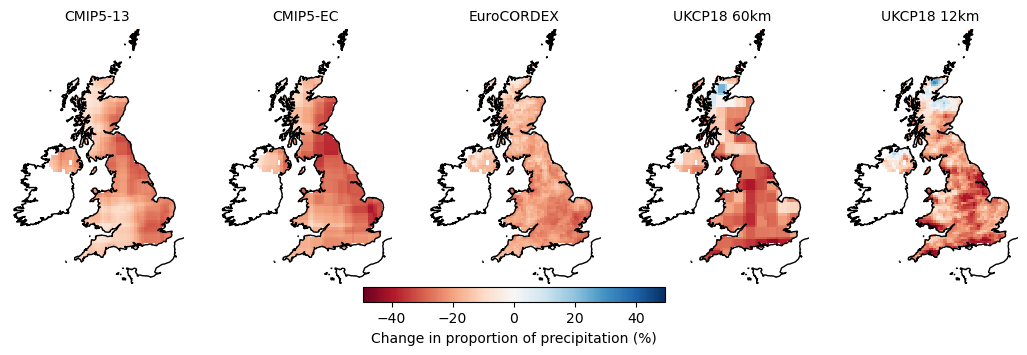 CMIP5-13 CMIP5-EC EuroCORDEX UKCP18 60km UKCP18 12km
−40 −20 0 20 40
Change in proportion of precipitation (%)